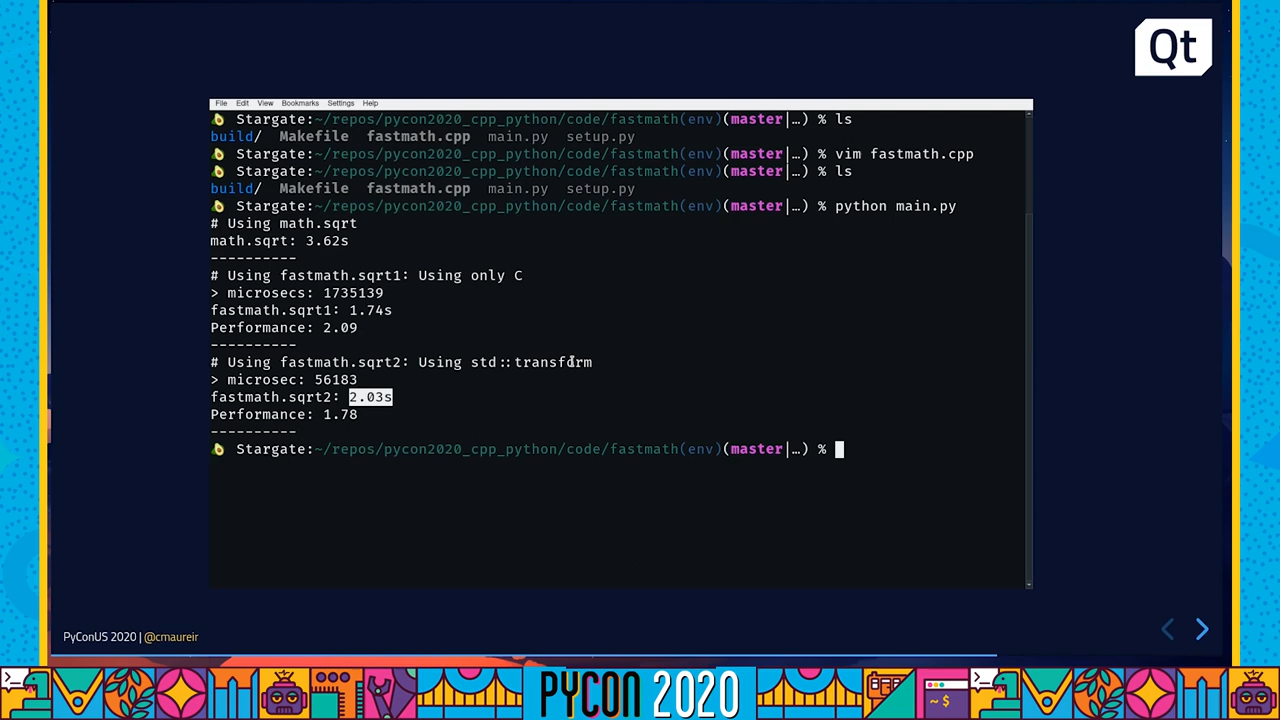 Qt
File Edit View Bookmarks Settings Help
Stargate:~/repos/pycon2020_cpp_python/code/fastmath(env)(master|…) % ls
build/ Makefile fastmath.cpp main.py setup.py
Stargate:~/repos/pycon2020_cpp_python/code/fastmath(env)(master|…) % vim fastmath.cpp
Stargate:~/repos/pycon2020_cpp_python/code/fastmath(env)(master|…) % ls
build/ Makefile fastmath.cpp main.py setup.py
Stargate:~/repos/pycon2020_cpp_python/code/fastmath(env)(master|…) % python main.py
# Using math.sqrt
math.sqrt: 3.62s
----------
# Using fastmath.sqrt1: Using only C
> microsecs: 1735139
fastmath.sqrt1: 1.74s
Performance: 2.09
----------
# Using fastmath.sqrt2: Using std::transform
> microsec: 56183
fastmath.sqrt2: 2.03s
Performance: 1.78
----------
Stargate:~/repos/pycon2020_cpp_python/code/fastmath(env)(master|…) %
PyConUS 2020 | @cmaureir
PYCON 2020